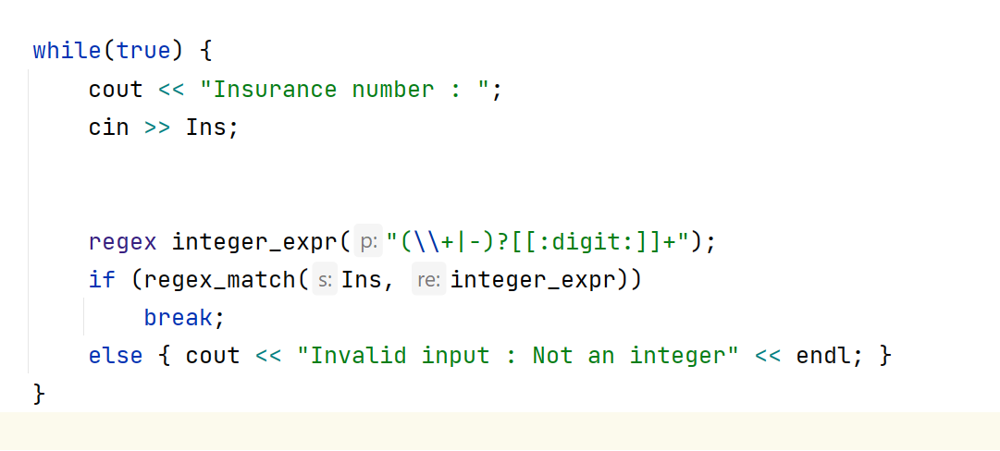 while(true) {
    cout << "Insurance number : ";
    cin >> Ins;
    regex integer_expr( p: "(\\+|-)?[[:digit:]]+");
    if (regex_match( s: Ins,  re: integer_expr))
        break;
    else { cout << "Invalid input : Not an integer" << endl; }
}